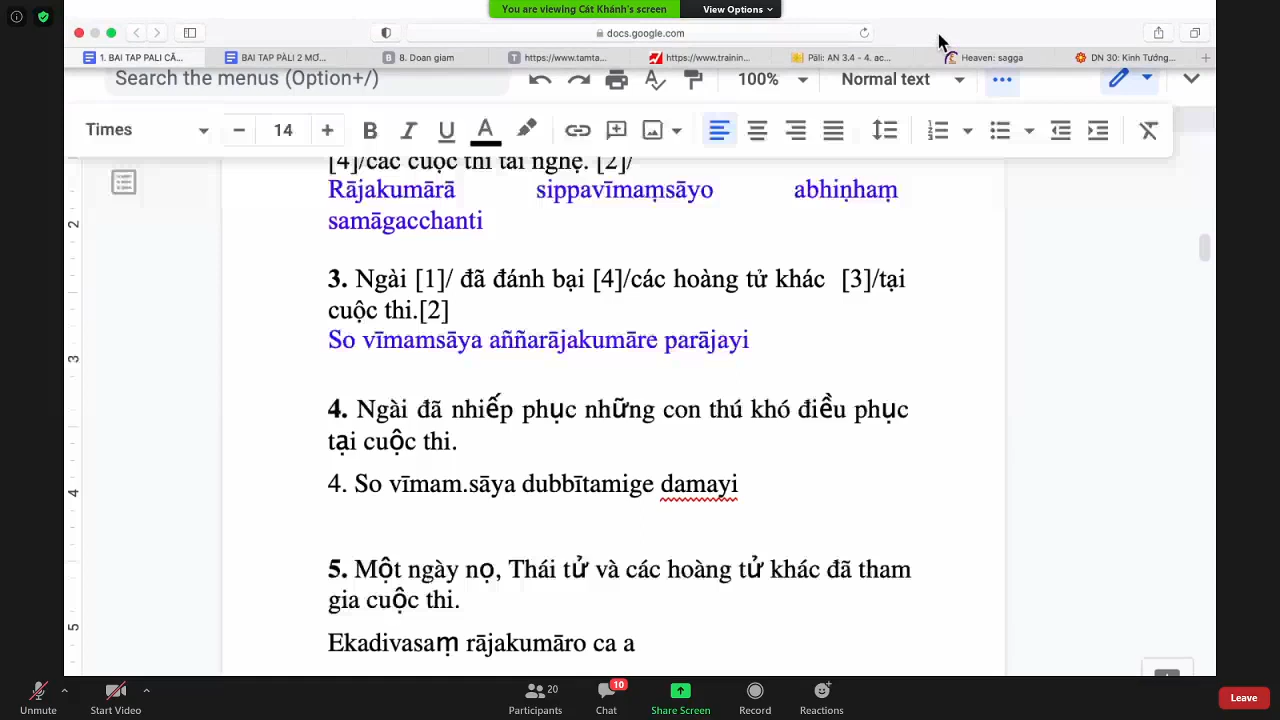 You are viewing Cát Khánh's screen View Options
docs.google.com
1. BAI TAP PALI CĂ... BAI TAP PÀLI 2 MƠ... 8. Doan giam https://www.tamta... https://www.trainin... Pāli: AN 3.4 - 4. ac... Heaven: sagga DN 30: Kinh Tướng...
Search the menus (Option+/) 100% Normal text
Times 14
[4]/các cuộc thi tài nghệ. [2]/
Rājakumārā sippavīmaṃsāyo abhiṇhaṃ
samāgacchanti
3. Ngài [1]/ đã đánh bại [4]/các hoàng tử khác [3]/tại
cuộc thi.[2]
So vīmamsāya aññarājakumāre parājayi
4. Ngài đã nhiếp phục những con thú khó điều phục
tại cuộc thi.
4. So vīmam.sāya dubbītamige damayi
5. Một ngày nọ, Thái tử và các hoàng tử khác đã tham
gia cuộc thi.
Ekadivasaṃ rājakumāro ca a
2
3
4
5
20 10
Unmute Start Video Participants Chat Share Screen Record Reactions Leave